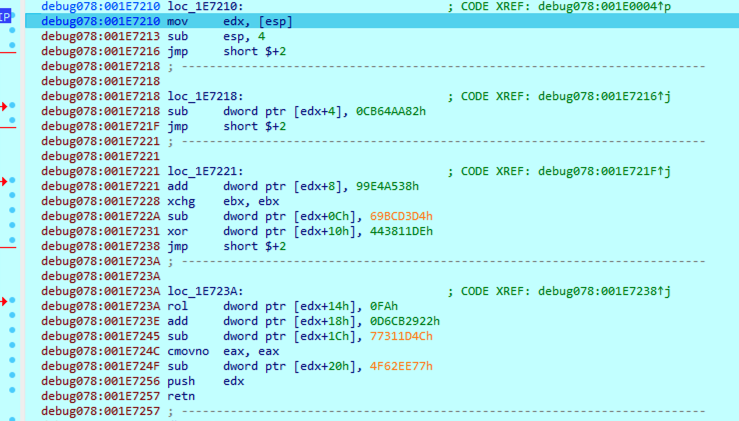 debug078:001E7210 loc_1E7210: ; CODE XREF: debug078:001E0004↑p
IP debug078:001E7210 mov edx, [esp]
debug078:001E7213 sub esp, 4
debug078:001E7216 jmp short $+2
debug078:001E7218 ; ---------------------------------------------------------------------------
debug078:001E7218
debug078:001E7218 loc_1E7218: ; CODE XREF: debug078:001E7216↑j
debug078:001E7218 sub dword ptr [edx+4], 0CB64AA82h
debug078:001E721F jmp short $+2
debug078:001E7221 ; ---------------------------------------------------------------------------
debug078:001E7221
debug078:001E7221 loc_1E7221: ; CODE XREF: debug078:001E721F↑j
debug078:001E7221 add dword ptr [edx+8], 99E4A538h
debug078:001E7228 xchg ebx, ebx
debug078:001E722A sub dword ptr [edx+0Ch], 69BCD3D4h
debug078:001E7231 xor dword ptr [edx+10h], 443811DEh
debug078:001E7238 jmp short $+2
debug078:001E723A ; ---------------------------------------------------------------------------
debug078:001E723A
debug078:001E723A loc_1E723A: ; CODE XREF: debug078:001E7238↑j
debug078:001E723A rol dword ptr [edx+14h], 0FAh
debug078:001E723E add dword ptr [edx+18h], 0D6CB2922h
debug078:001E7245 sub dword ptr [edx+1Ch], 77311D4Ch
debug078:001E724C cmovno eax, eax
debug078:001E724F sub dword ptr [edx+20h], 4F62EE77h
debug078:001E7256 push edx
debug078:001E7257 retn
debug078:001E7257 ; ---------------------------------------------------------------------------